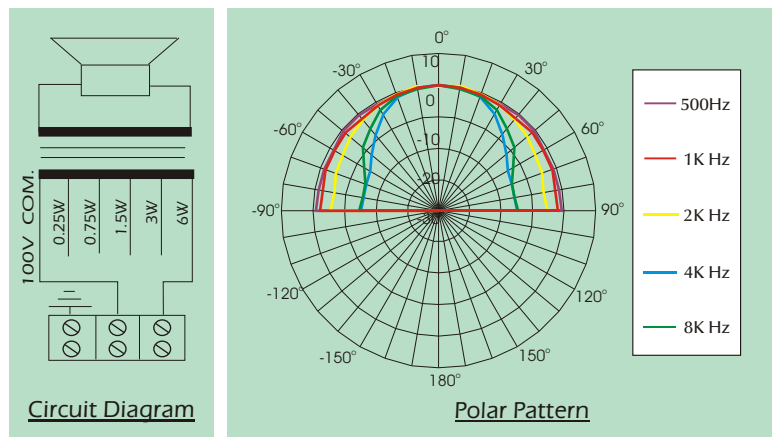 100V COM.
0.25W
0.75W
1.5W
3W
6W
Circuit Diagram
0°
-30°
30°
10
0
-60°
60°
-10
-20
-90°
90°
-30
-120°
120°
-150°
150°
180°
Polar Pattern
500Hz
1K Hz
2K Hz
4K Hz
8K Hz